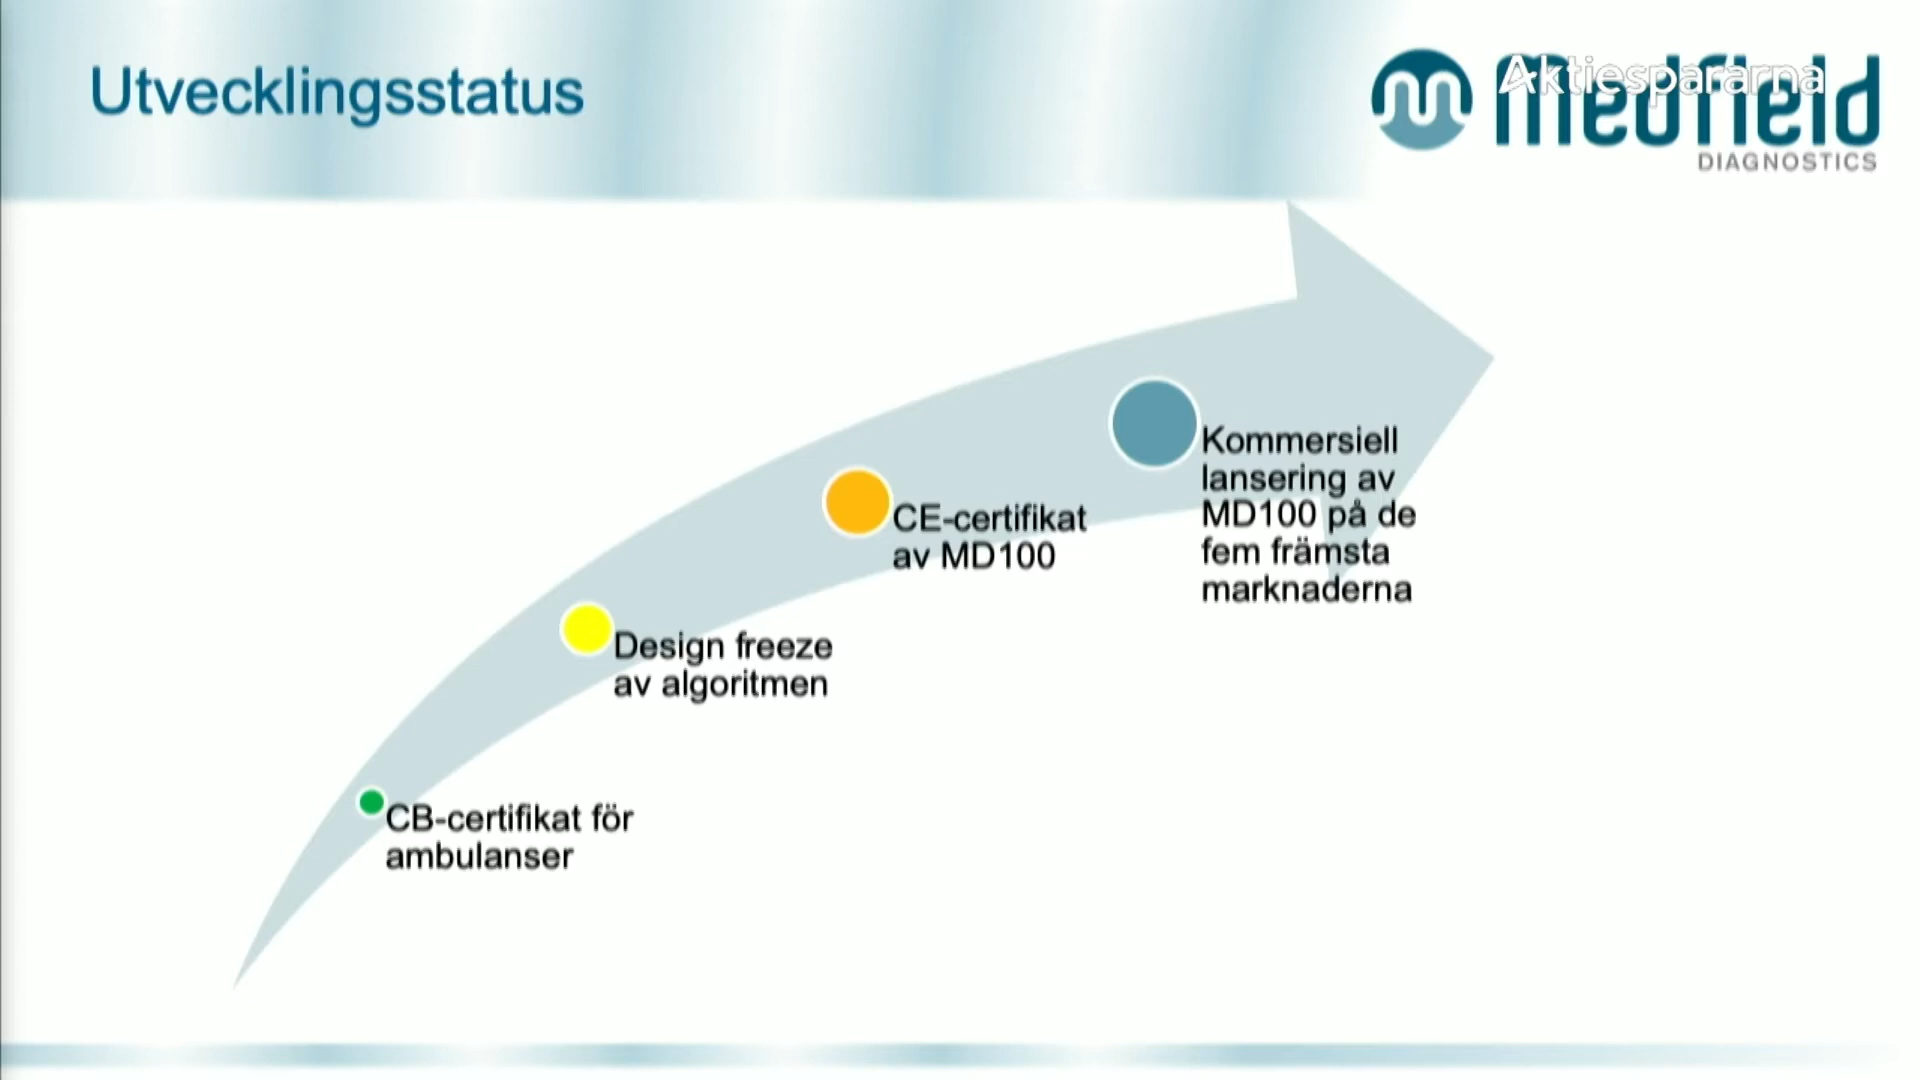 Utvecklingsstatus
Aktiespararna
Medfield
DIAGNOSTICS
Kommersiell
lansering av
MD100 på de
fem främsta
marknaderna
CE-certifikat
av MD100
Design freeze
av algoritmen
CB-certifikat för
ambulanser